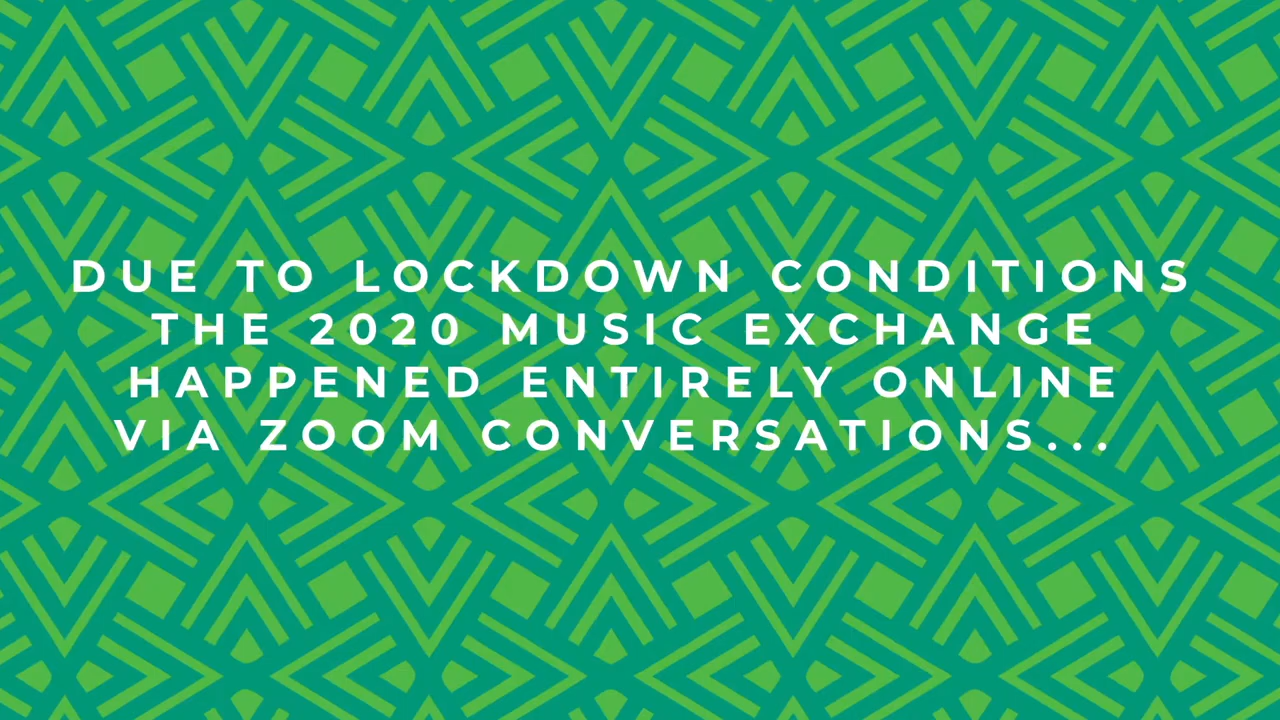 DUE TO LOCKDOWN CONDITIONS
THE 2020 MUSIC EXCHANGE
HAPPENED ENTIRELY ONLINE
VIA ZOOM CONVERSATIONS...